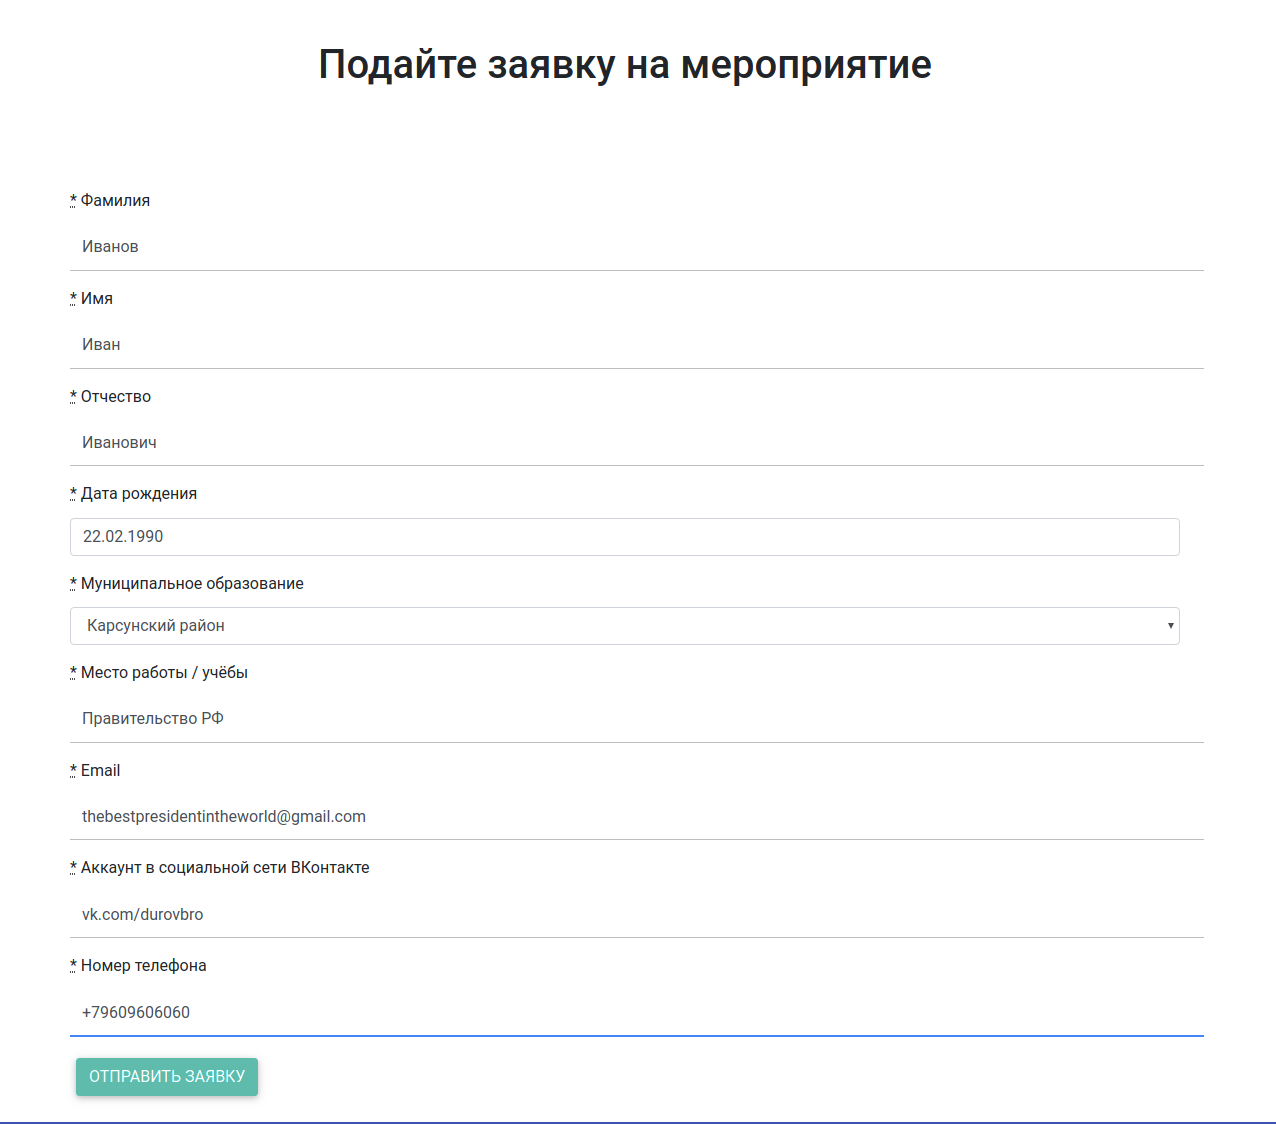 Подайте заявку на мероприятие
* Фамилия
Иванов
* Имя
Иван
* Отчество
Иванович
* Дата рождения
22.02.1990
* Муниципальное образование
Карсунский район
* Место работы / учёбы
Правительство РФ
* Email
thebestpresidentintheworld@gmail.com
* Аккаунт в социальной сети ВКонтакте
vk.com/durovbro
* Номер телефона
+79609606060
ОТПРАВИТЬ ЗАЯВКУ